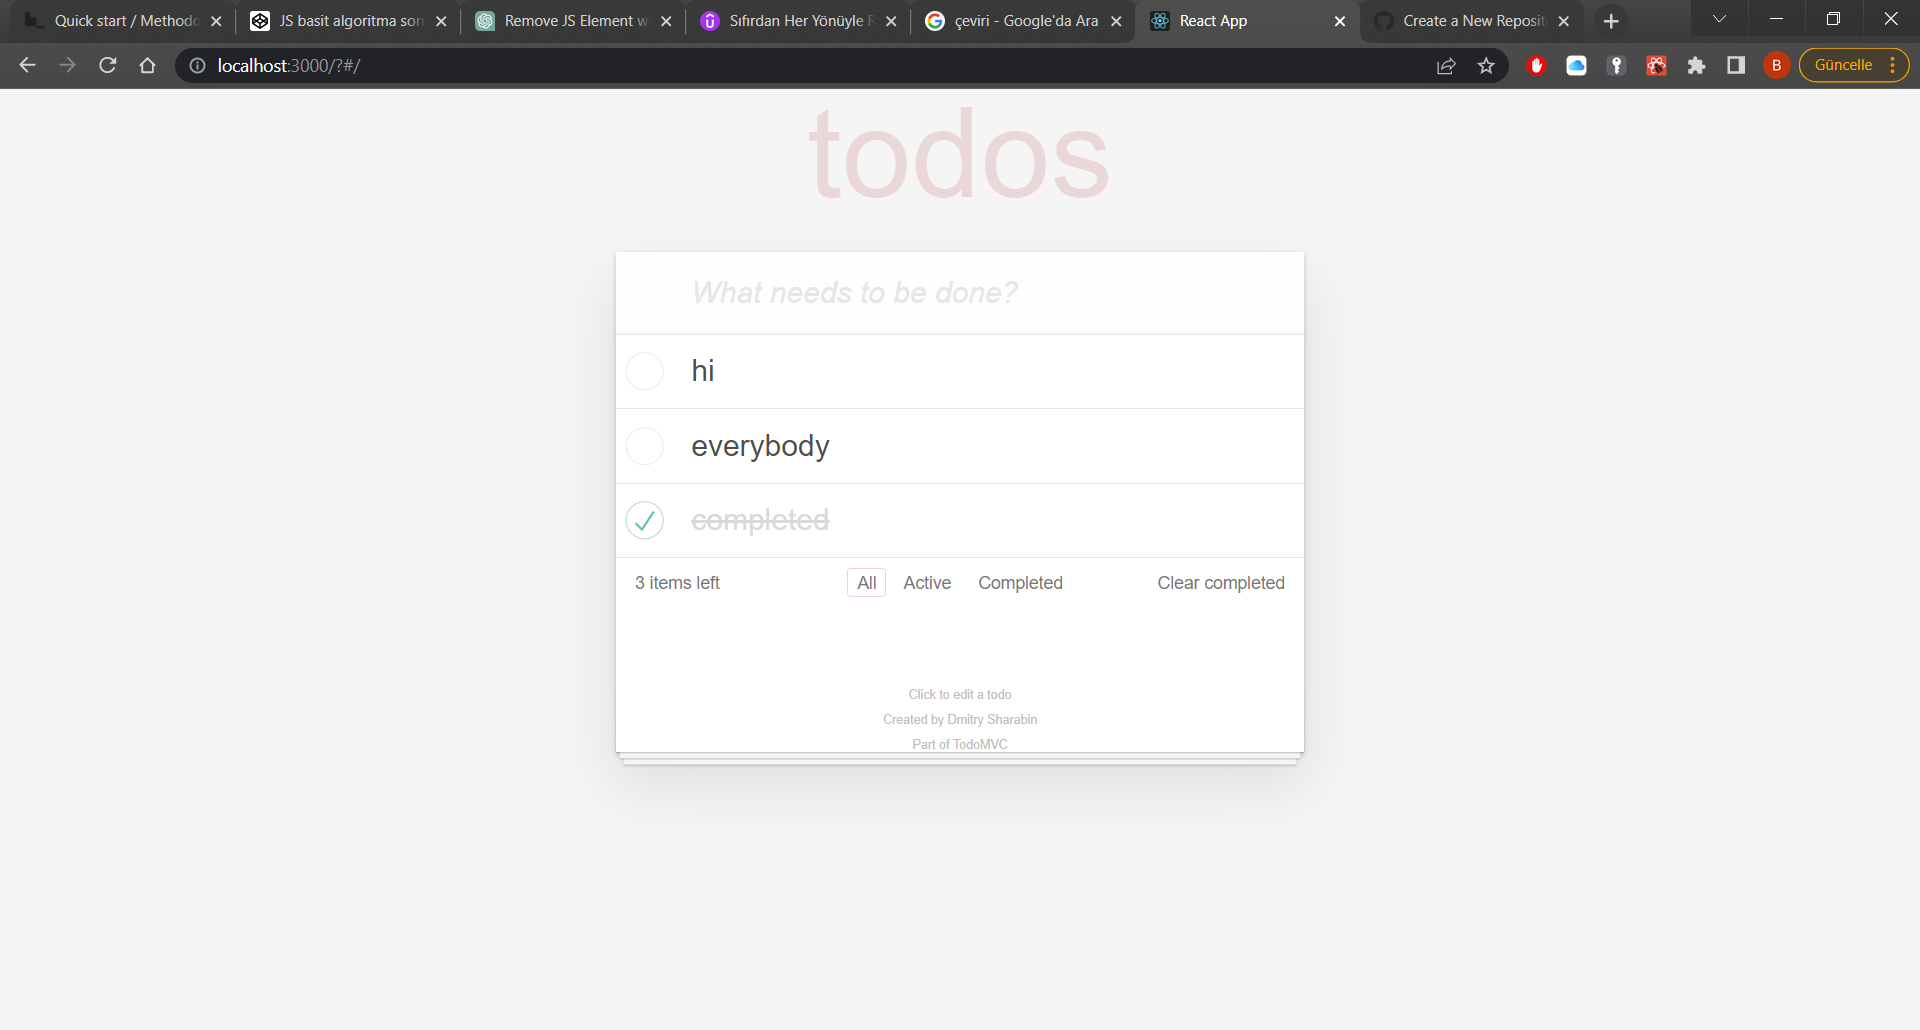 Quick start / Methodo
JS basit algoritma soru
Remove JS Element w
Sıfırdan Her Yönüyle R
çeviri - Google'da Ara
React App
Create a New Reposit
localhost:3000/?#/
B
Güncelle
todos
What needs to be done?
hi
everybody
completed
3 items left
All
Active
Completed
Clear completed
Click to edit a todo
Created by Dmitry Sharabin
Part of TodoMVC